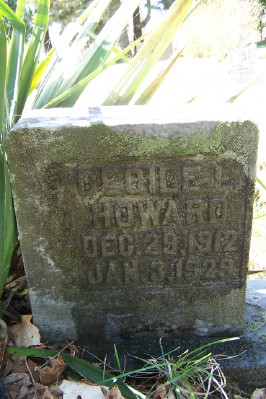 CECILE L.
HOWARD
DEC. 29, 1912
JAN. 3, 1929